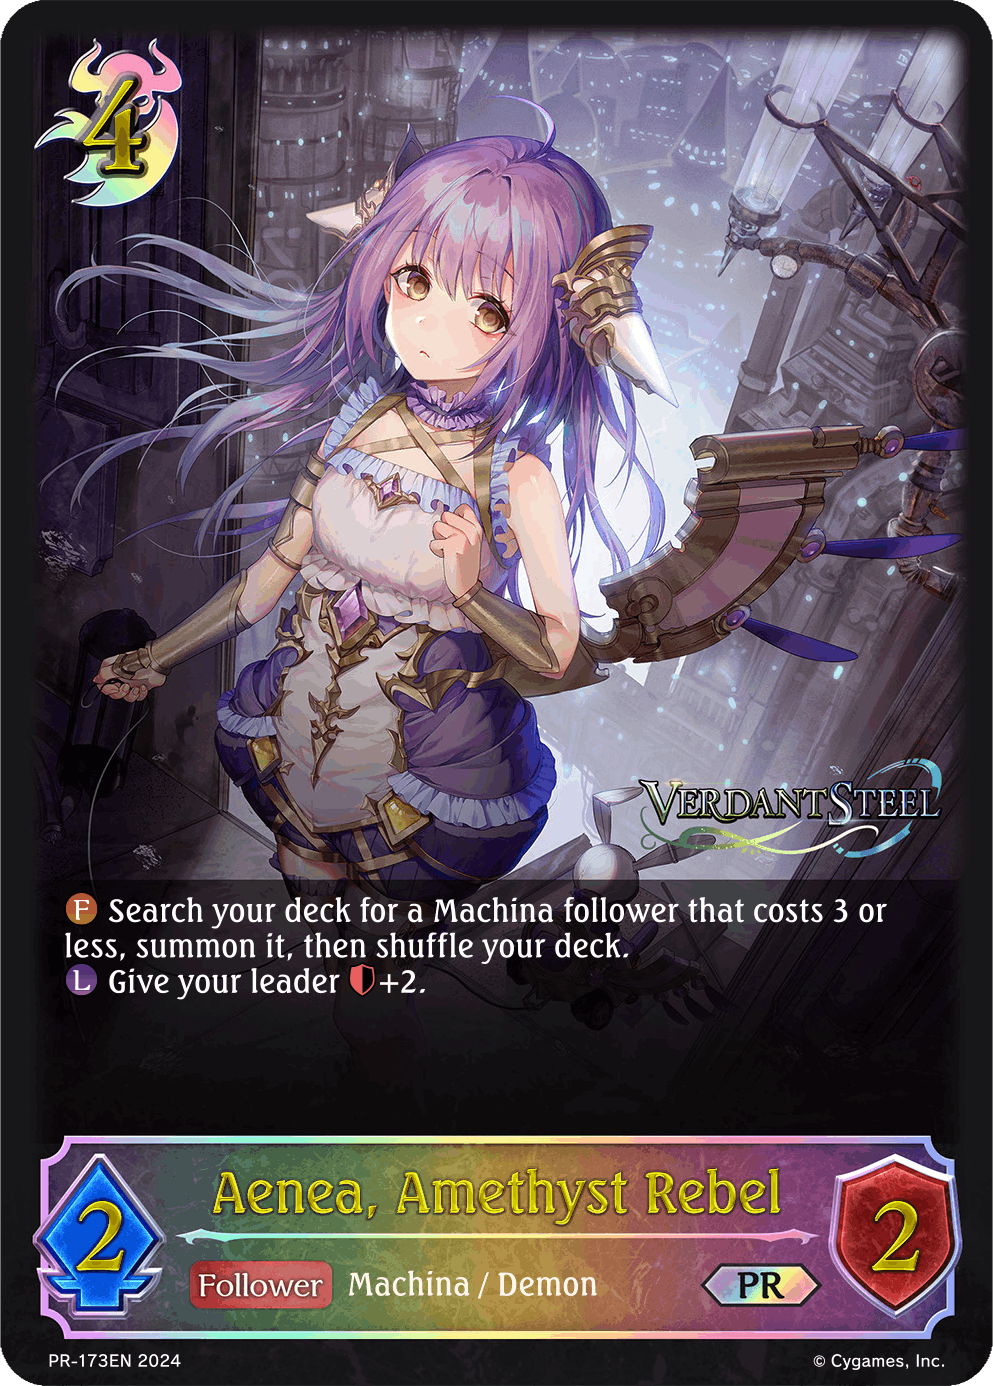 4
VERDANT STEEL
F Search your deck for a Machina follower that costs 3 or
less, summon it, then shuffle your deck.
L Give your leader +2.
Aenea, Amethyst Rebel
2
2
Follower Machina / Demon PR
PR-173EN 2024 © Cygames, Inc.